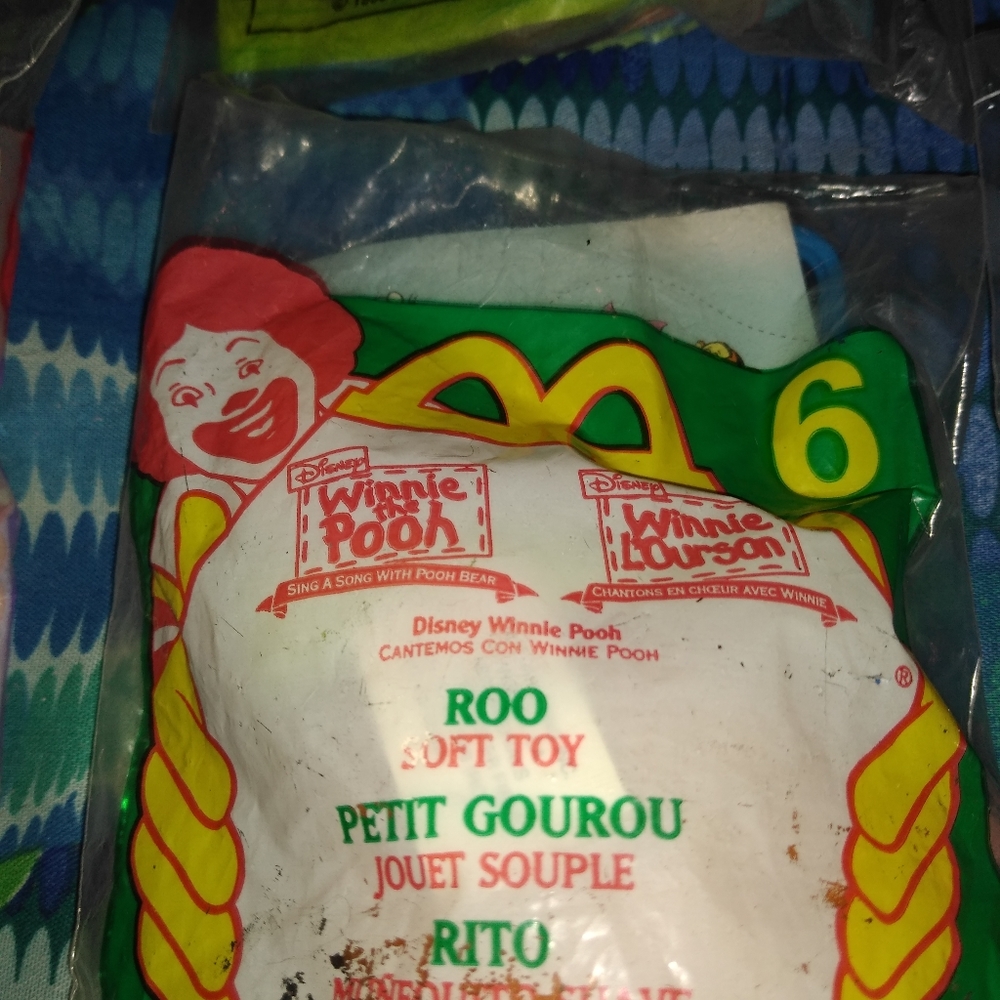 6
Disney
Winnie
the
Pooh
SING A SONG WITH POOH BEAR
Disney
Winnie
L'Ourson
CHANTONS EN CHŒUR AVEC WINNIE
Disney Winnie Pooh
CANTEMOS CON WINNIE POOH
®
ROO
SOFT TOY
PETIT GOUROU
JOUET SOUPLE
RITO